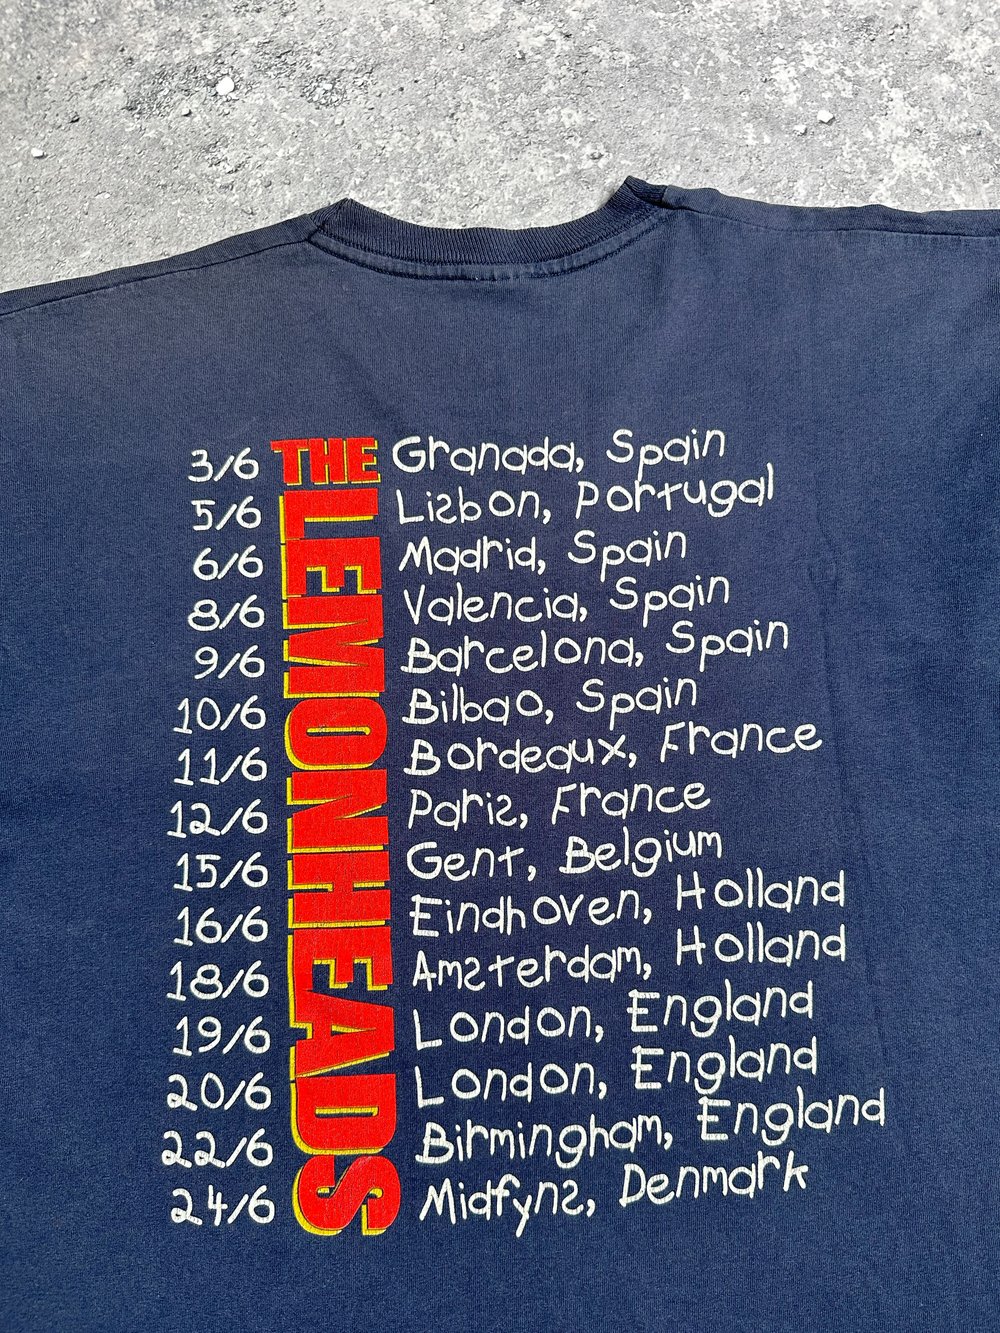 THE LEMONHEADS
3/6 Granada, Spain
5/6 Lisbon, Portugal
6/6 Madrid, Spain
8/6 Valencia, Spain
9/6 Barcelona, Spain
10/6 Bilbao, Spain
11/6 Bordeaux, France
12/6 Paris, France
15/6 Gent, Belgium
16/6 Eindhoven, Holland
18/6 Amsterdam, Holland
19/6 London, England
20/6 London, England
22/6 Birmingham, England
24/6 Midfyns, Denmark